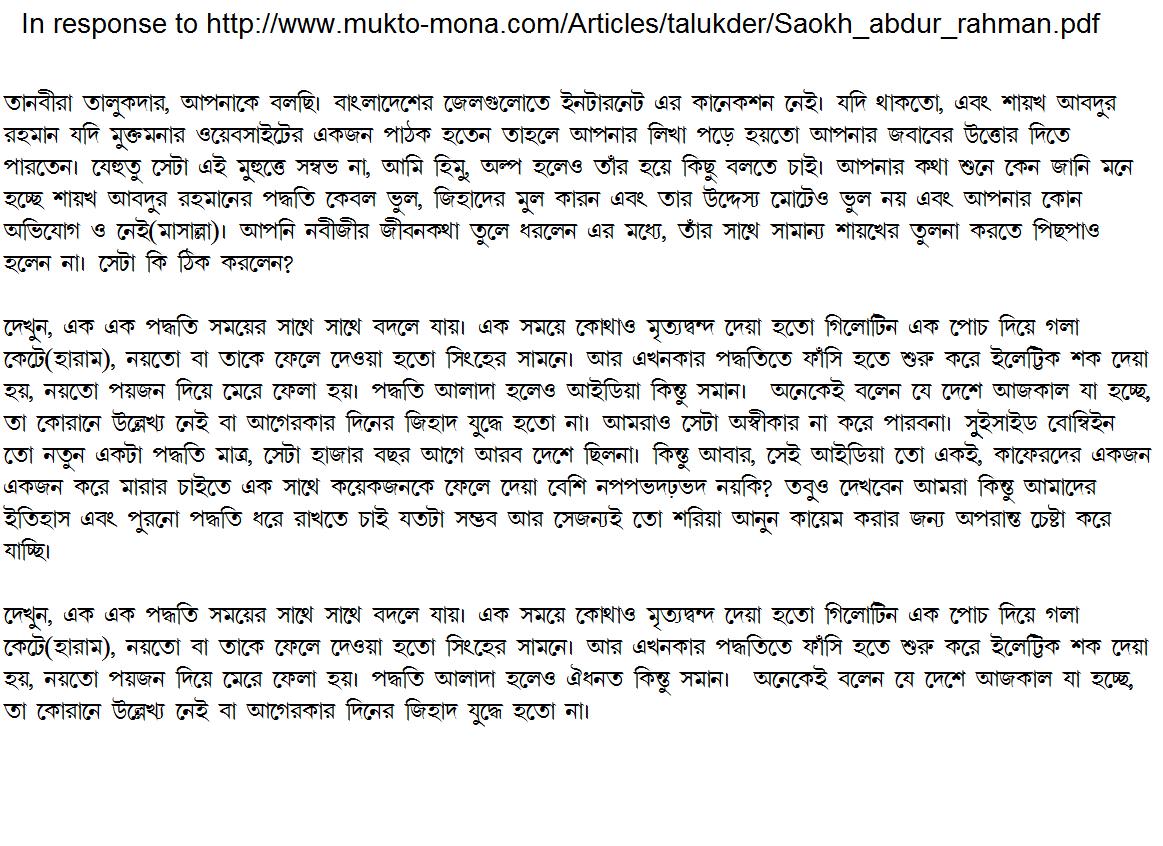 In response to http://www.mukto-mona.com/Articles/talukder/Saokh_abdur_rahman.pdf
তানবীরা তালুকদার, আপনাকে বলছি। বাংলাদেশের জেলগুলোতে ইনটারনেট এর কানেকশন নেই। যদি থাকতো, এবং শায়খ আবদুর
রহমান যদি মুক্তমনার ওয়েবসাইটের একজন পাঠক হতেন তাহলে আপনার লিখা পড়ে হয়তো আপনার জবাবের উত্তোর দিতে
পারতেন। যেহুতু সেটা এই মুহুত্তে সম্বভ না, আমি হিমু, অল্প হলেও তাঁর হয়ে কিছু বলতে চাই। আপনার কথা শুনে কেন জানি মনে
হচ্ছে শায়খ আবদুর রহমানের পদ্ধতি কেবল ভুল, জিহাদের মুল কারন এবং তার উদ্দেস্য মোটেও ভুল নয় এবং আপনার কোন
অভিযোগ ও নেই(মাসাল্লা)। আপনি নবীজীর জীবনকথা তুলে ধরলেন এর মধ্যে, তাঁর সাথে সামান্য শায়খের তুলনা করতে পিছপাও
হলেন না। সেটা কি ঠিক করলেন?
দেখুন, এক এক পদ্ধতি সময়ের সাথে সাথে বদলে যায়। এক সময়ে কোথাও মৃত্যদ্বন্দ দেয়া হতো গিলোটিন এক পোচ দিয়ে গলা
কেটে(হারাম), নয়তো বা তাকে ফেলে দেওয়া হতো সিংহের সামনে। আর এখনকার পদ্ধতিতে ফাঁসি হতে শুরু করে ইলেট্রিক শক দেয়া
হয়, নয়তো পয়জন দিয়ে মেরে ফেলা হয়। পদ্ধতি আলাদা হলেও আইডিয়া কিন্তু সমান। অনেকেই বলেন যে দেশে আজকাল যা হচ্ছে,
তা কোরানে উল্লেখ্য নেই বা আগেরকার দিনের জিহাদ যুদ্ধে হতো না। আমরাও সেটা অস্বীকার না করে পারবনা। সুইসাইড বোম্বিইন
তো নতুন একটা পদ্ধতি মাত্র, সেটা হাজার বছর আগে আরব দেশে ছিলনা। কিন্তু আবার, সেই আইডিয়া তো একই, কাফেরদের একজন
একজন করে মারার চাইতে এক সাথে কয়েকজনকে ফেলে দেয়া বেশি নপপভদঢ়ভদ নয়কি? তবুও দেখবেন আমরা কিন্তু আমাদের
ইতিহাস এবং পুরনো পদ্ধতি ধরে রাখতে চাই যতটা সম্ভব আর সেজন্যই তো শরিয়া আনুন কায়েম করার জন্য অপরান্ত চেষ্টা করে
যাচ্ছি।
দেখুন, এক এক পদ্ধতি সময়ের সাথে সাথে বদলে যায়। এক সময়ে কোথাও মৃত্যদ্বন্দ দেয়া হতো গিলোটিন এক পোচ দিয়ে গলা
কেটে(হারাম), নয়তো বা তাকে ফেলে দেওয়া হতো সিংহের সামনে। আর এখনকার পদ্ধতিতে ফাঁসি হতে শুরু করে ইলেট্রিক শক দেয়া
হয়, নয়তো পয়জন দিয়ে মেরে ফেলা হয়। পদ্ধতি আলাদা হলেও ঐধনত কিন্তু সমান। অনেকেই বলেন যে দেশে আজকাল যা হচ্ছে,
তা কোরানে উল্লেখ্য নেই বা আগেরকার দিনের জিহাদ যুদ্ধে হতো না।